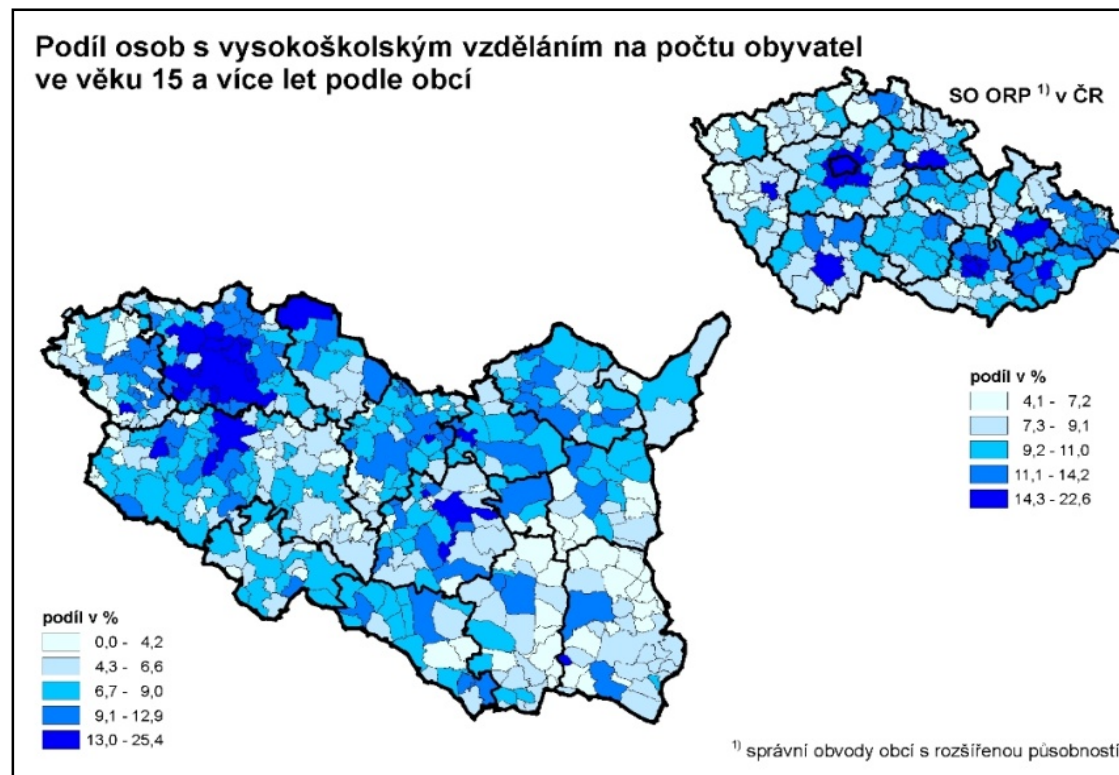 Podíl osob s vysokoškolským vzděláním na počtu obyvatel
ve věku 15 a více let podle obcí
SO ORP 1) v ČR
podíl v %
4,1 - 7,2
7,3 - 9,1
9,2 - 11,0
11,1 - 14,2
14,3 - 22,6
podíl v %
0,0 - 4,2
4,3 - 6,6
6,7 - 9,0
9,1 - 12,9
13,0 - 25,4
1) správní obvody obcí s rozšířenou působností